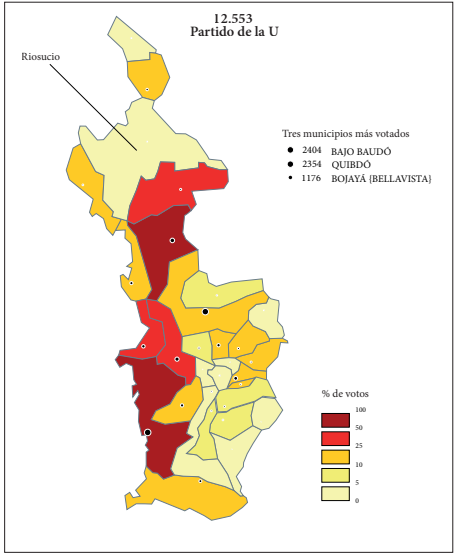 12.553
Partido de la U
Riosucio
Tres municipios más votados
2404 BAJO BAUDÓ
2354 QUIBDÓ
1176 BOJAYÁ {BELLAVISTA}
% de votos
100
50
25
10
5
0